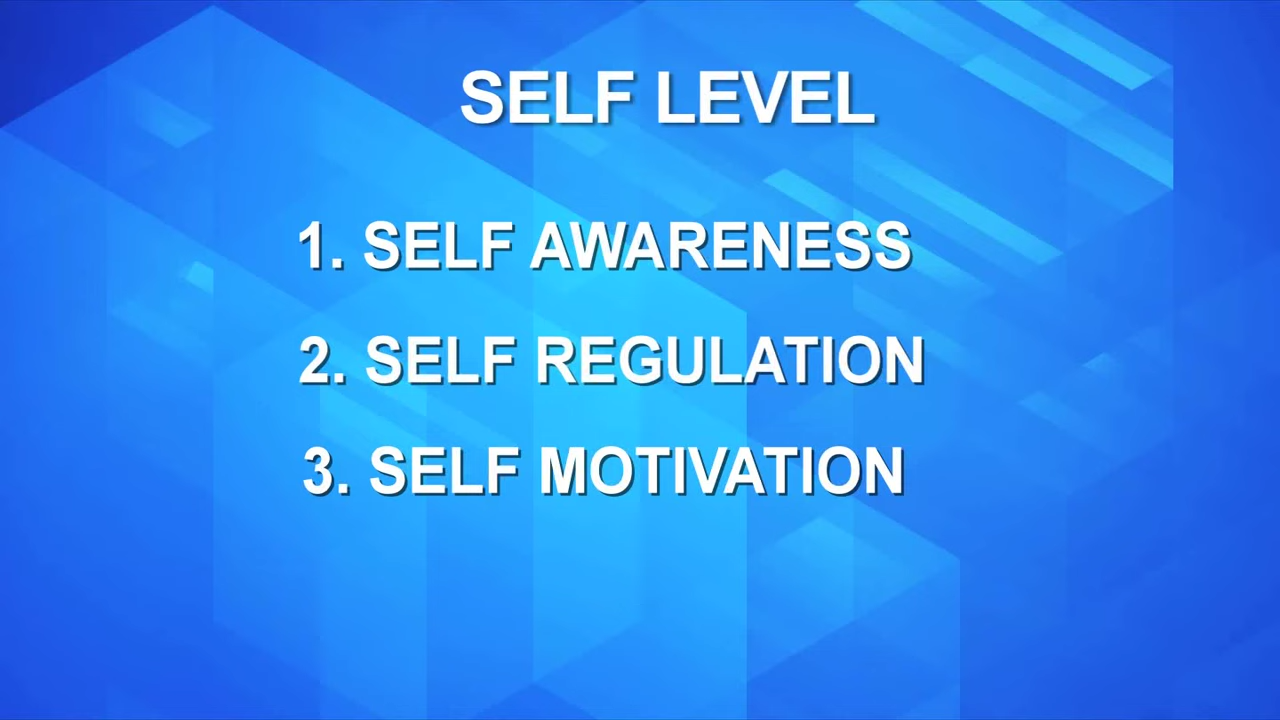 SELF LEVEL
1. SELF AWARENESS
2. SELF REGULATION
3. SELF MOTIVATION